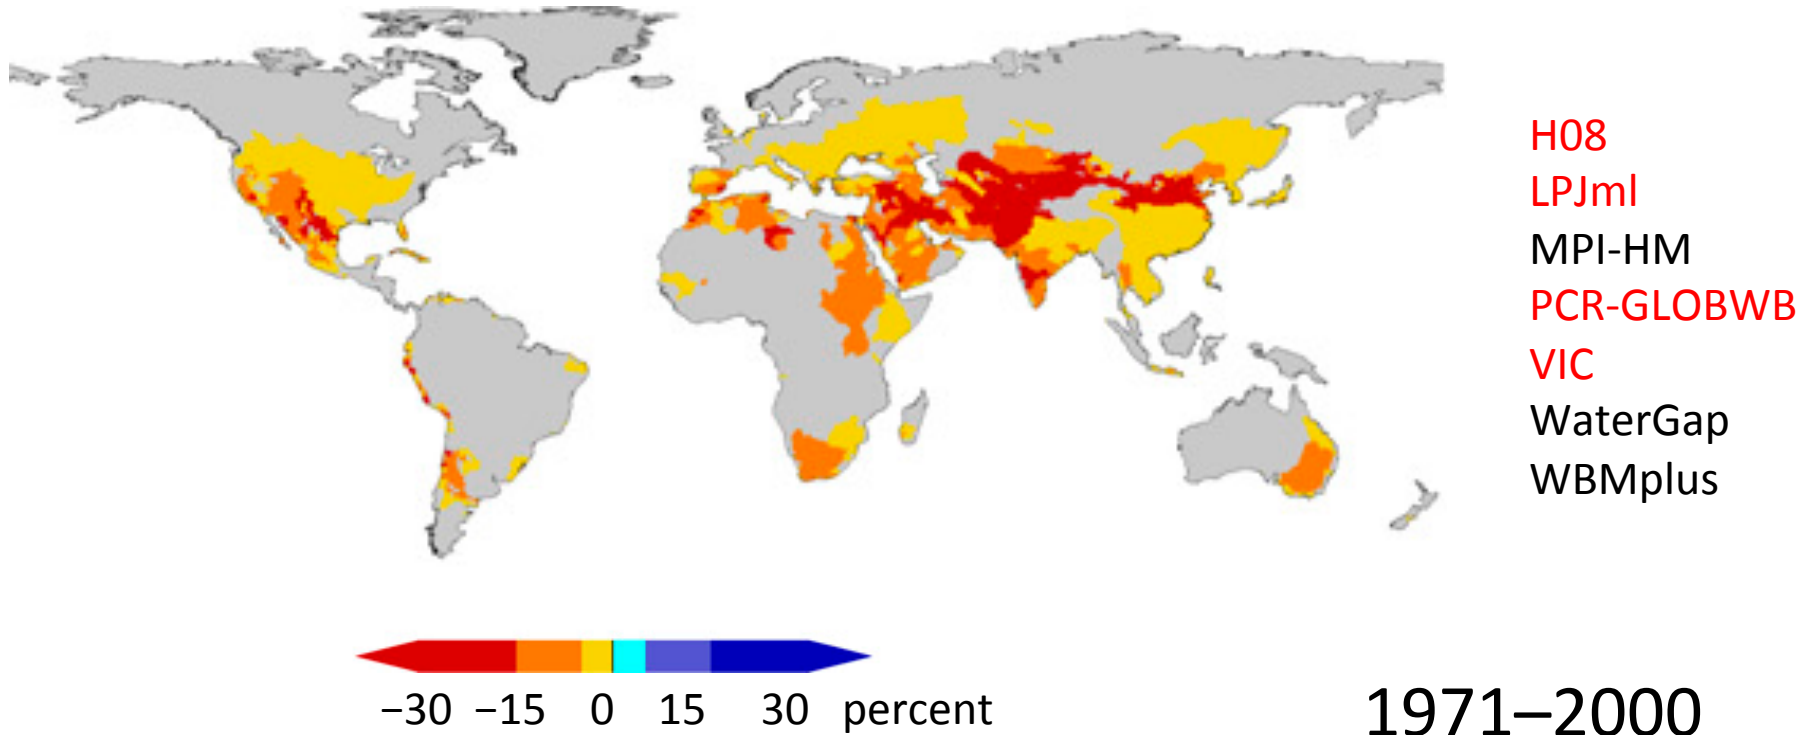 H08
LPJml
MPI-HM
PCR-GLOBWB
VIC
WaterGap
WBMplus
−30 −15 0 15 30 percent
1971–2000